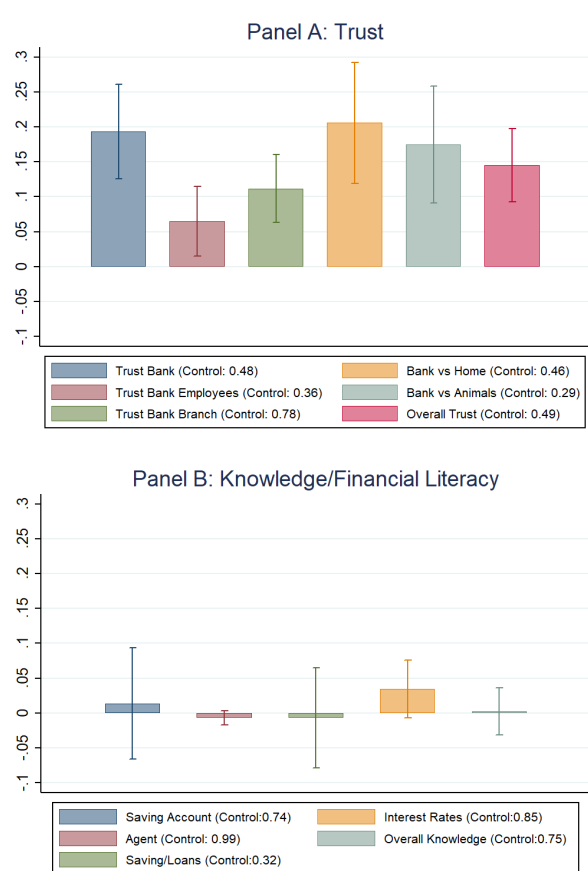 Panel A: Trust
.3
.25
.2
.15
.1
.05
0
-.05
-.1
Trust Bank (Control: 0.48)
Bank vs Home (Control: 0.46)
Trust Bank Employees (Control: 0.36)
Bank vs Animals (Control: 0.29)
Trust Bank Branch (Control: 0.78)
Overall Trust (Control: 0.49)
Panel B: Knowledge/Financial Literacy
.3
.25
.2
.15
.1
.05
0
-.05
-.1
Saving Account (Control:0.74)
Interest Rates (Control:0.85)
Agent (Control: 0.99)
Overall Knowledge (Control:0.75)
Saving/Loans (Control:0.32)